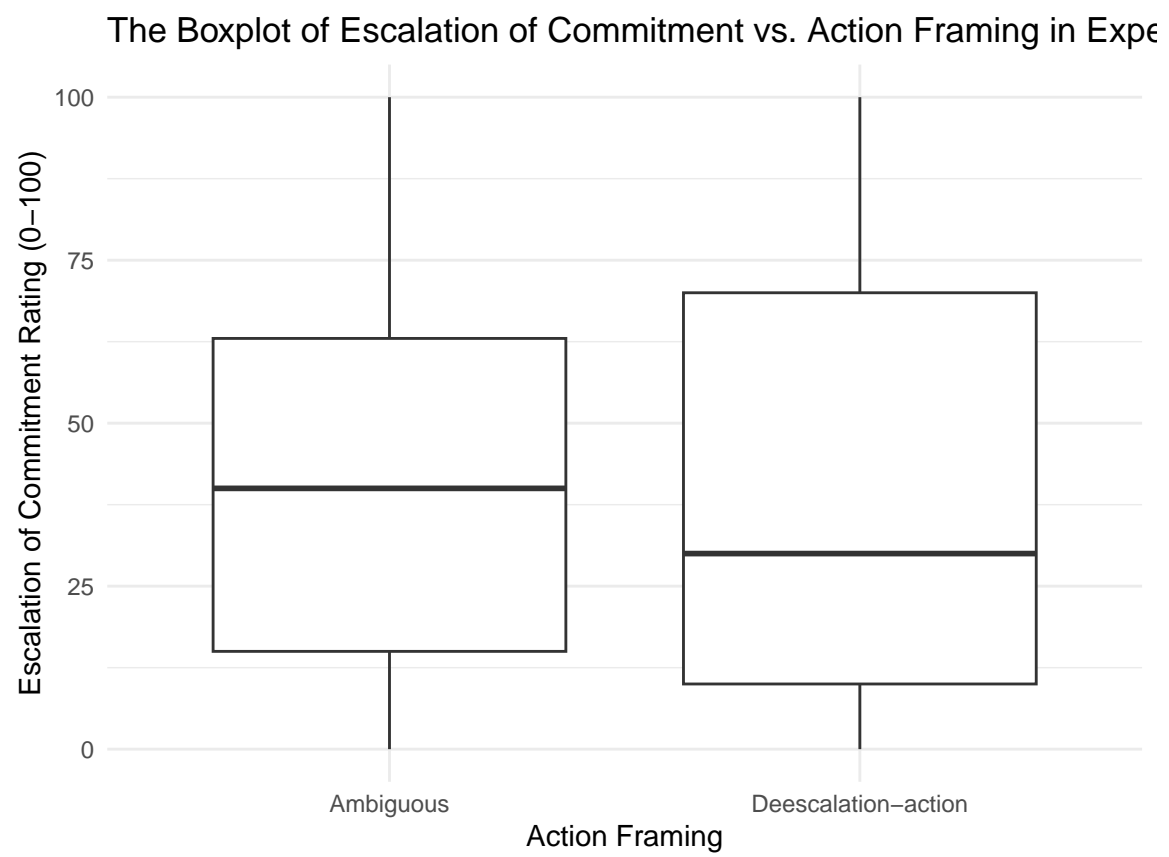 The Boxplot of Escalation of Commitment vs. Action Framing in Expe
Escalation of Commitment Rating (0−100)
100
75
50
25
0
Ambiguous
Deescalation−action
Action Framing